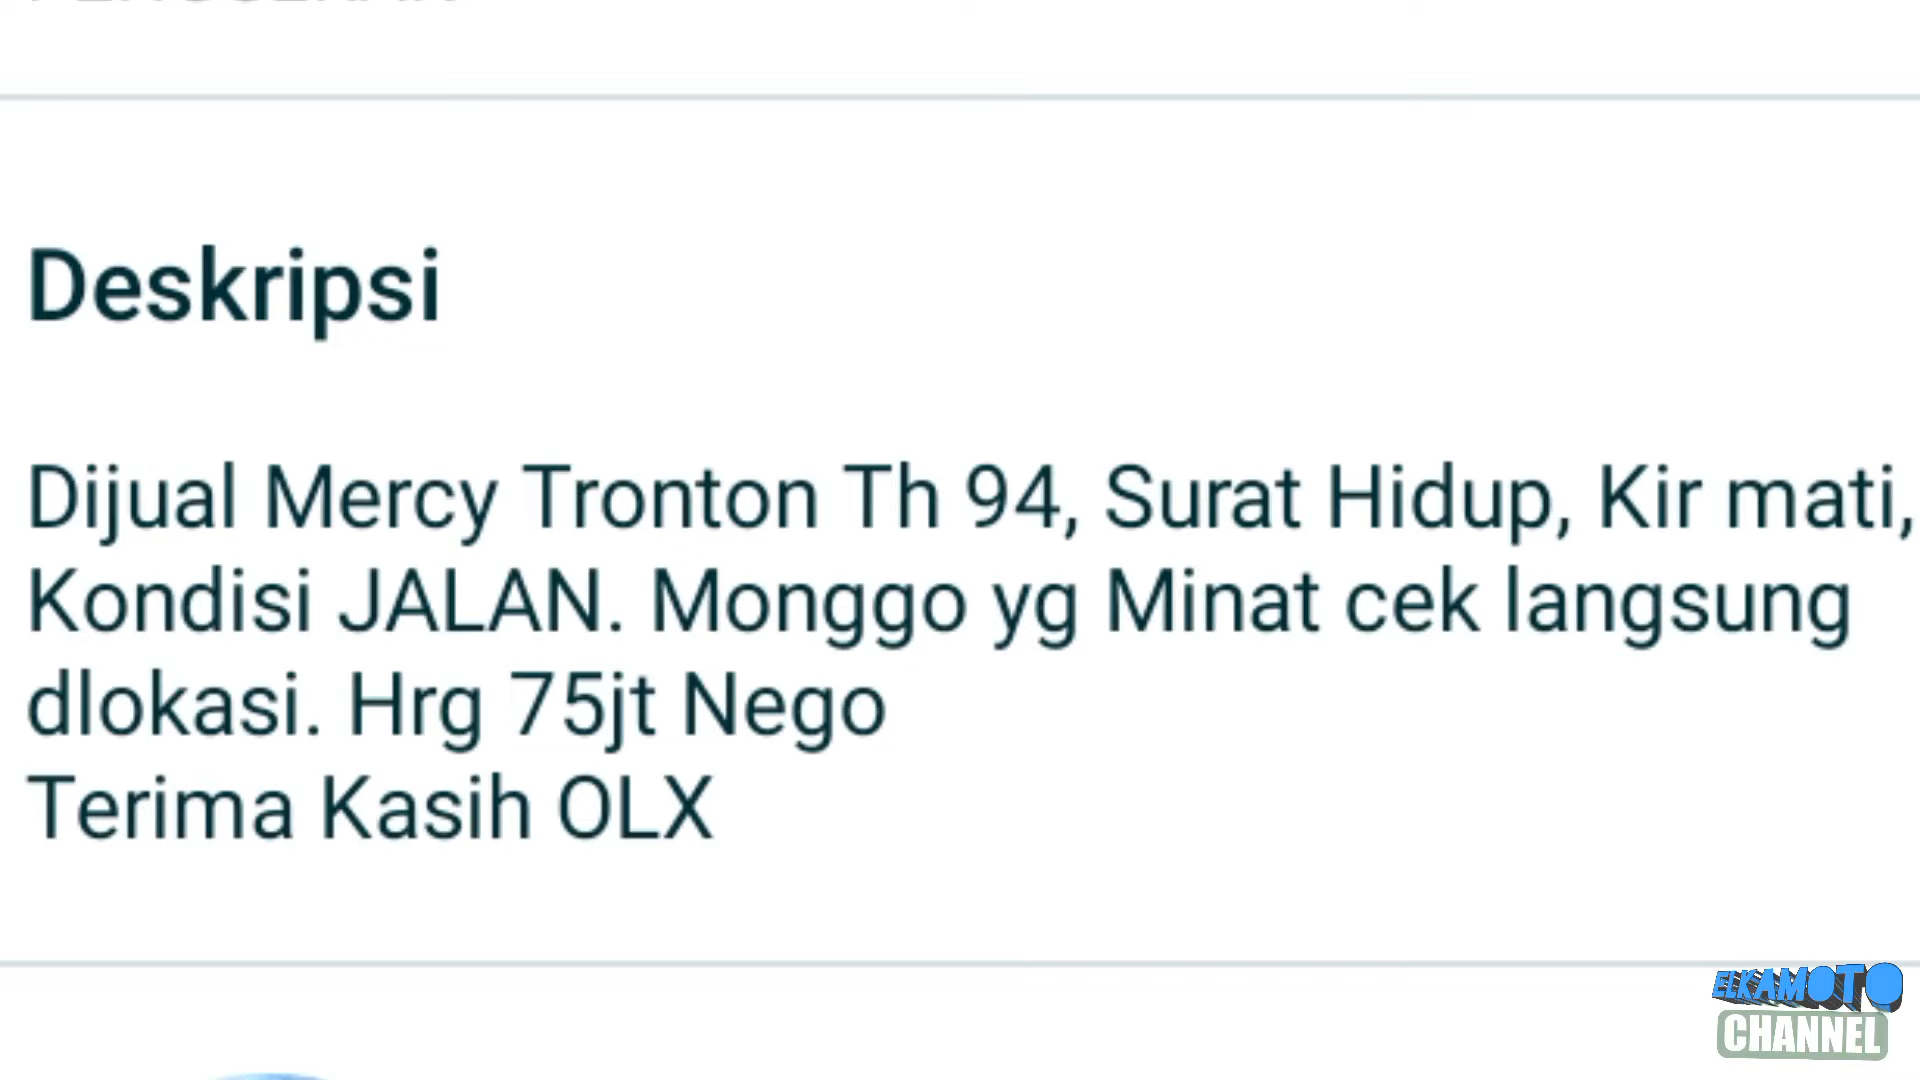 Deskripsi
Dijual Mercy Tronton Th 94, Surat Hidup, Kir mati,
Kondisi JALAN. Monggo yg Minat cek langsung
dlokasi. Hrg 75jt Nego
Terima Kasih OLX
ELKAMOTO
CHANNEL